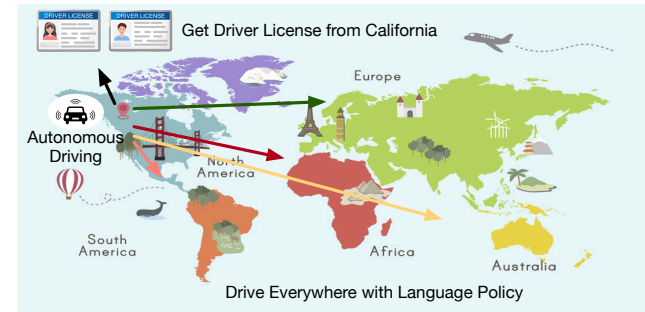 DRIVER LICENSE
DRIVER LICENSE
Get Driver License from California
Europe
Autonomous
Driving
North
America
South
America
Africa
Australia
Drive Everywhere with Language Policy